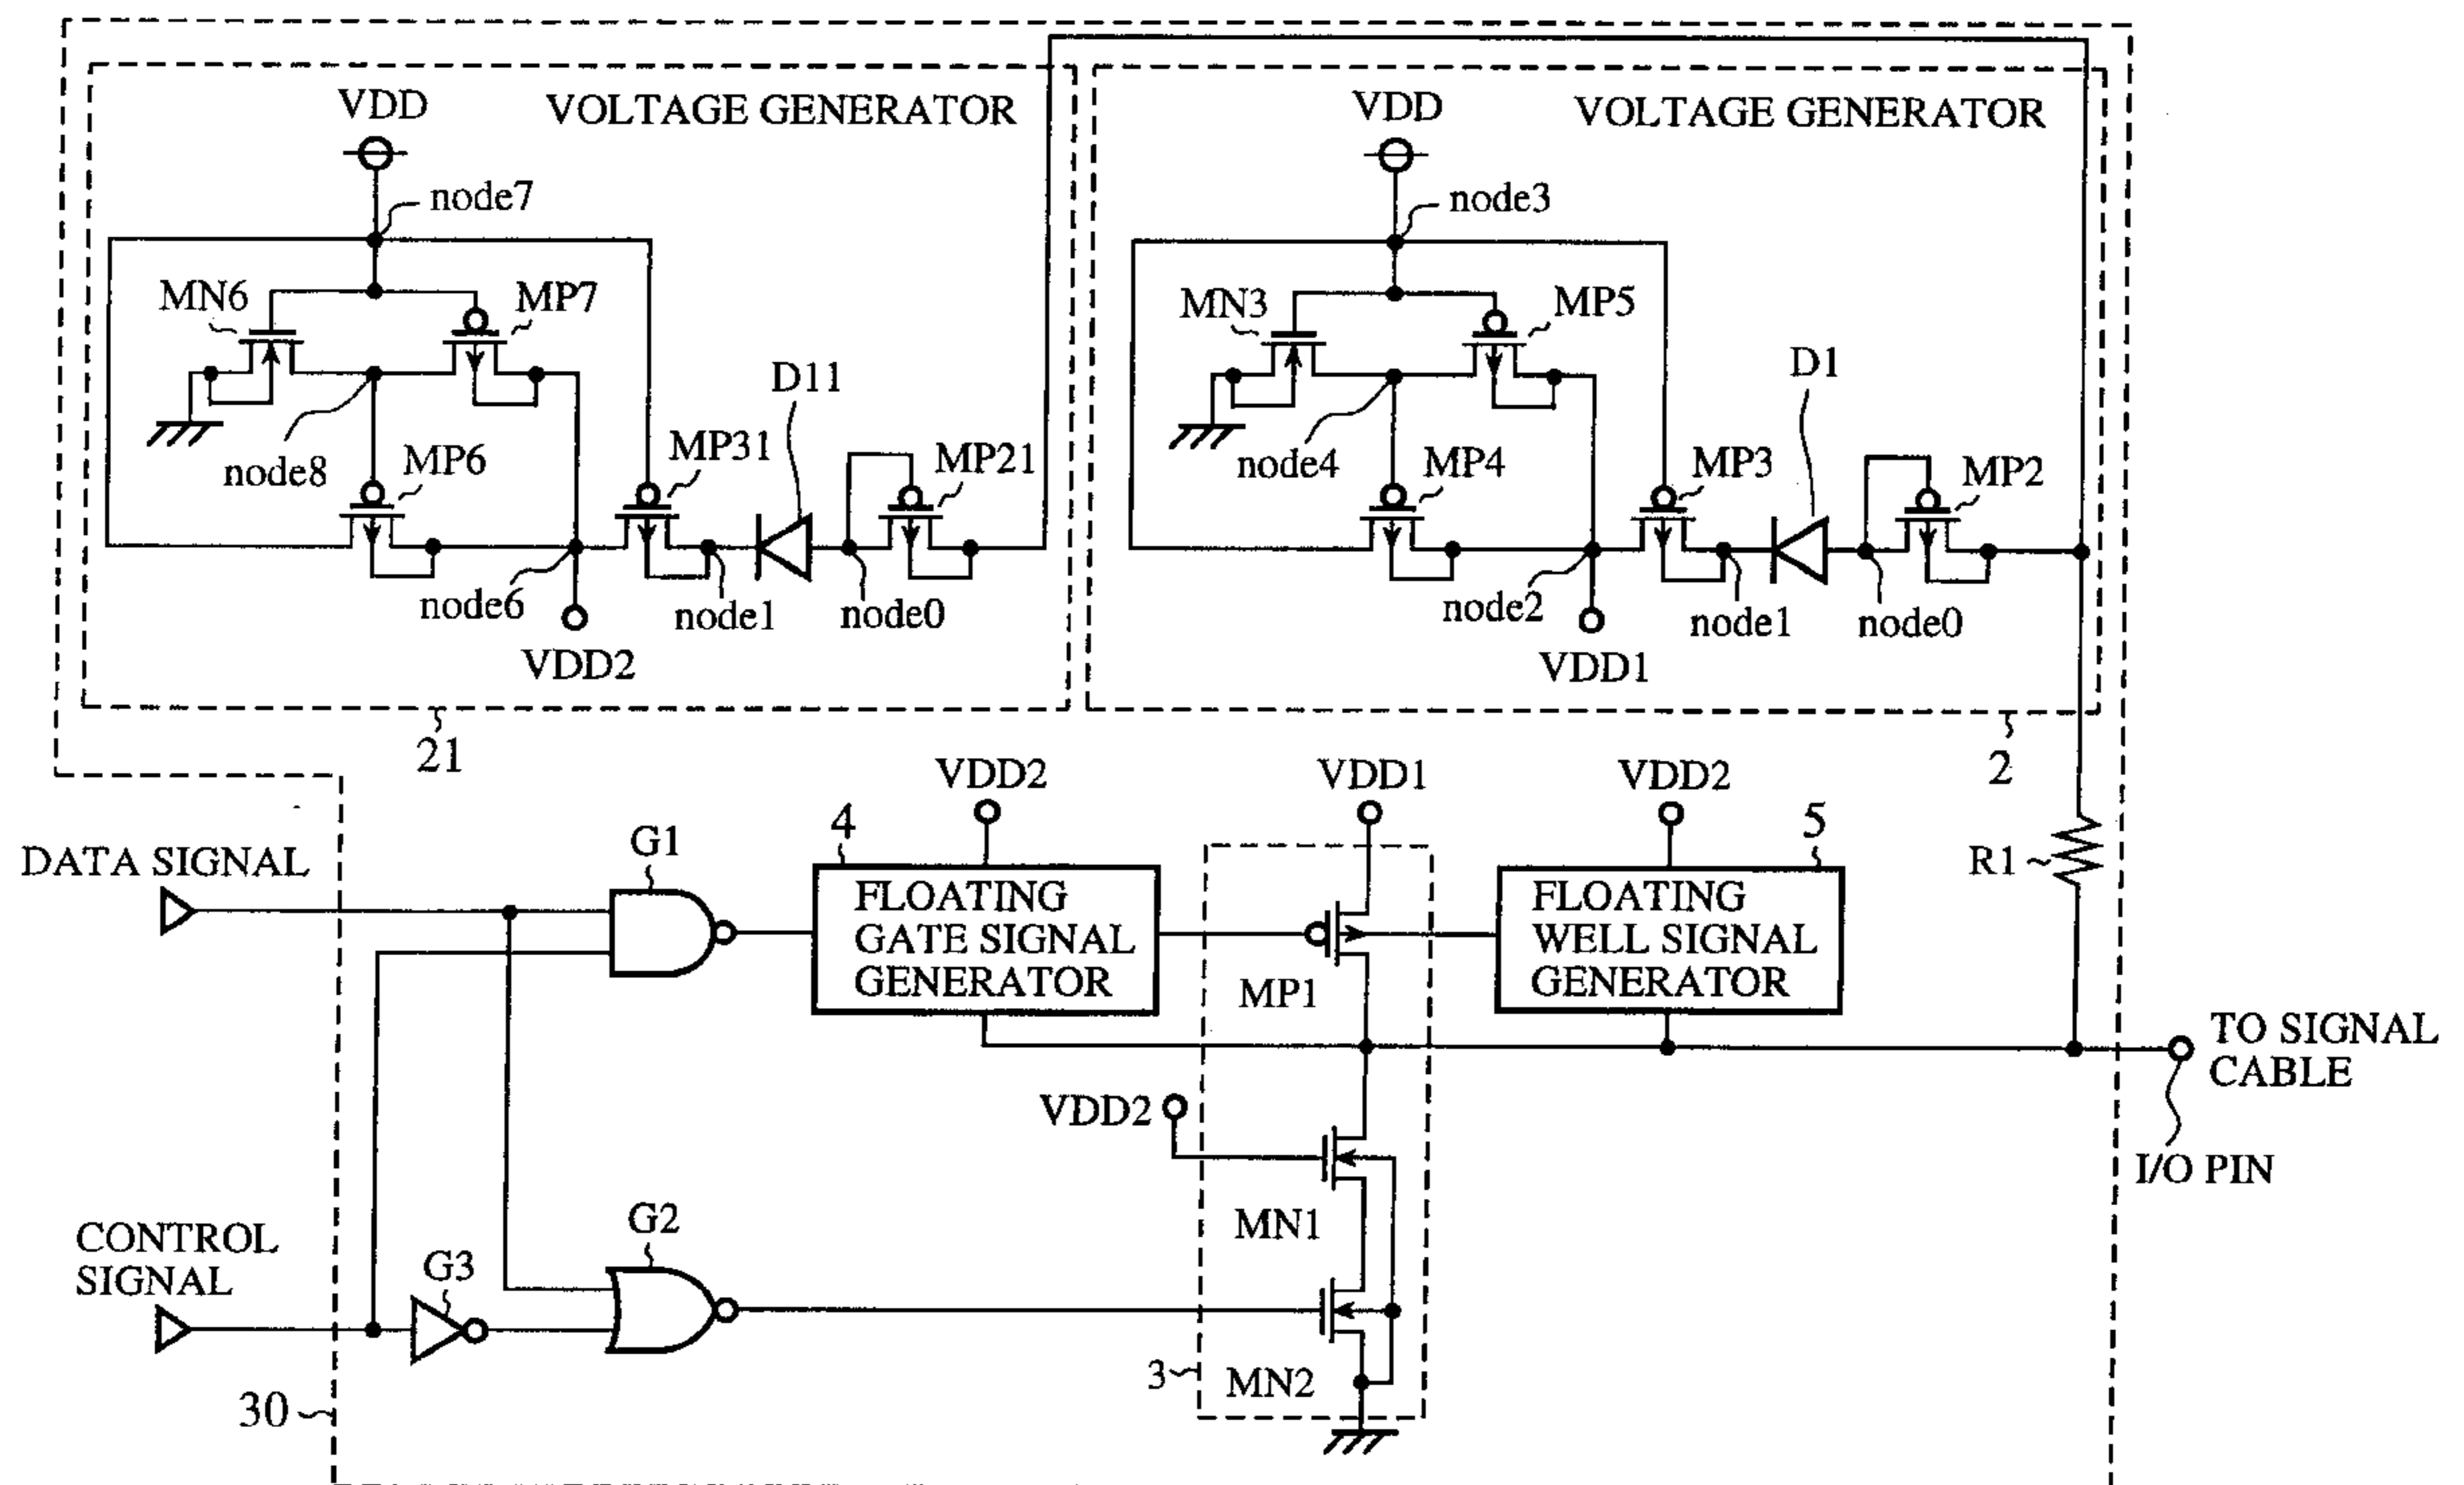 VDD
VOLTAGE GENERATOR
node7
MN6
MP7
D11
node8
MP6
MP31
MP21
node6
node1
node0
VDD2
21
VDD
VOLTAGE GENERATOR
node3
MN3
MP5
D1
node4
MP4
MP3
MP2
node2
node1
node0
VDD1
2
DATA SIGNAL
G1
4
VDD2
FLOATING
GATE SIGNAL
GENERATOR
VDD1
MP1
VDD2
5
FLOATING
WELL SIGNAL
GENERATOR
R1
TO SIGNAL
CABLE
I/O PIN
VDD2
MN1
CONTROL
SIGNAL
G3
G2
3
MN2
30